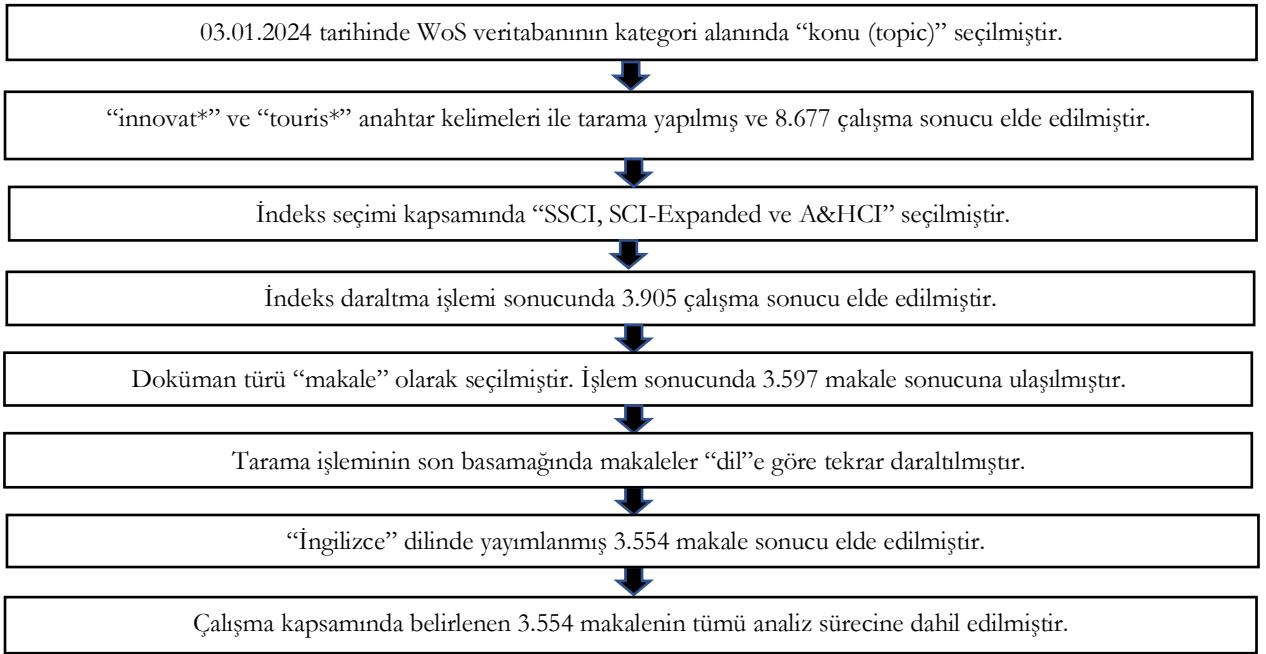 03.01.2024 tarihinde WoS veritabanının kategori alanında “konu (topic)” seçilmiştir.
“innovat*” ve “touris*” anahtar kelimeleri ile tarama yapılmış ve 8.677 çalışma sonucu elde edilmiştir.
İndeks seçimi kapsamında “SSCI, SCI-Expanded ve A&HCI” seçilmiştir.
İndeks daraltma işlemi sonucunda 3.905 çalışma sonucu elde edilmiştir.
Doküman türü “makale” olarak seçilmiştir. İşlem sonucunda 3.597 makale sonucuna ulaşılmıştır.
Tarama işleminin son basamağında makaleler “dil”e göre tekrar daraltılmıştır.
“İngilizce” dilinde yayımlanmış 3.554 makale sonucu elde edilmiştir.
Çalışma kapsamında belirlenen 3.554 makalenin tümü analiz sürecine dahil edilmiştir.